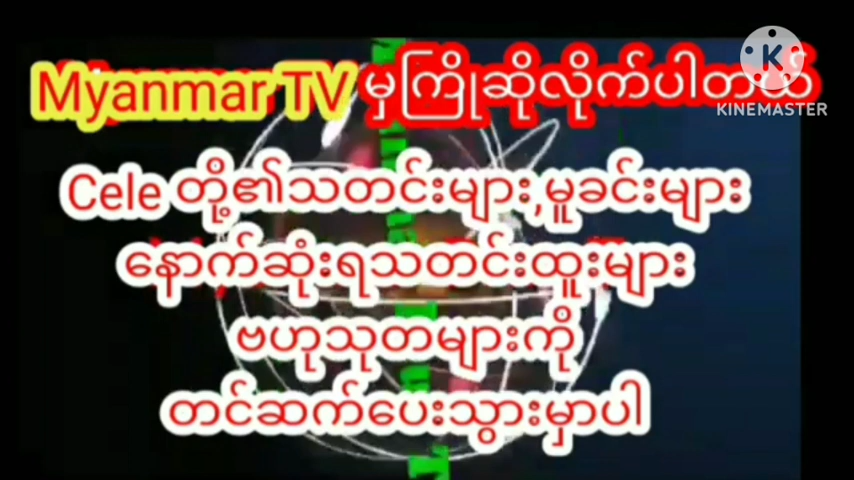 Myanmar TV မှကြိုဆိုလိုက်ပါတယ်
KINEMASTER
Cele တို့၏သတင်းများ,မူခင်းများ
နောက်ဆုံးရသတင်းထူးများ
ဗဟုသုတများကို
တင်ဆက်ပေးသွားမှာပါ